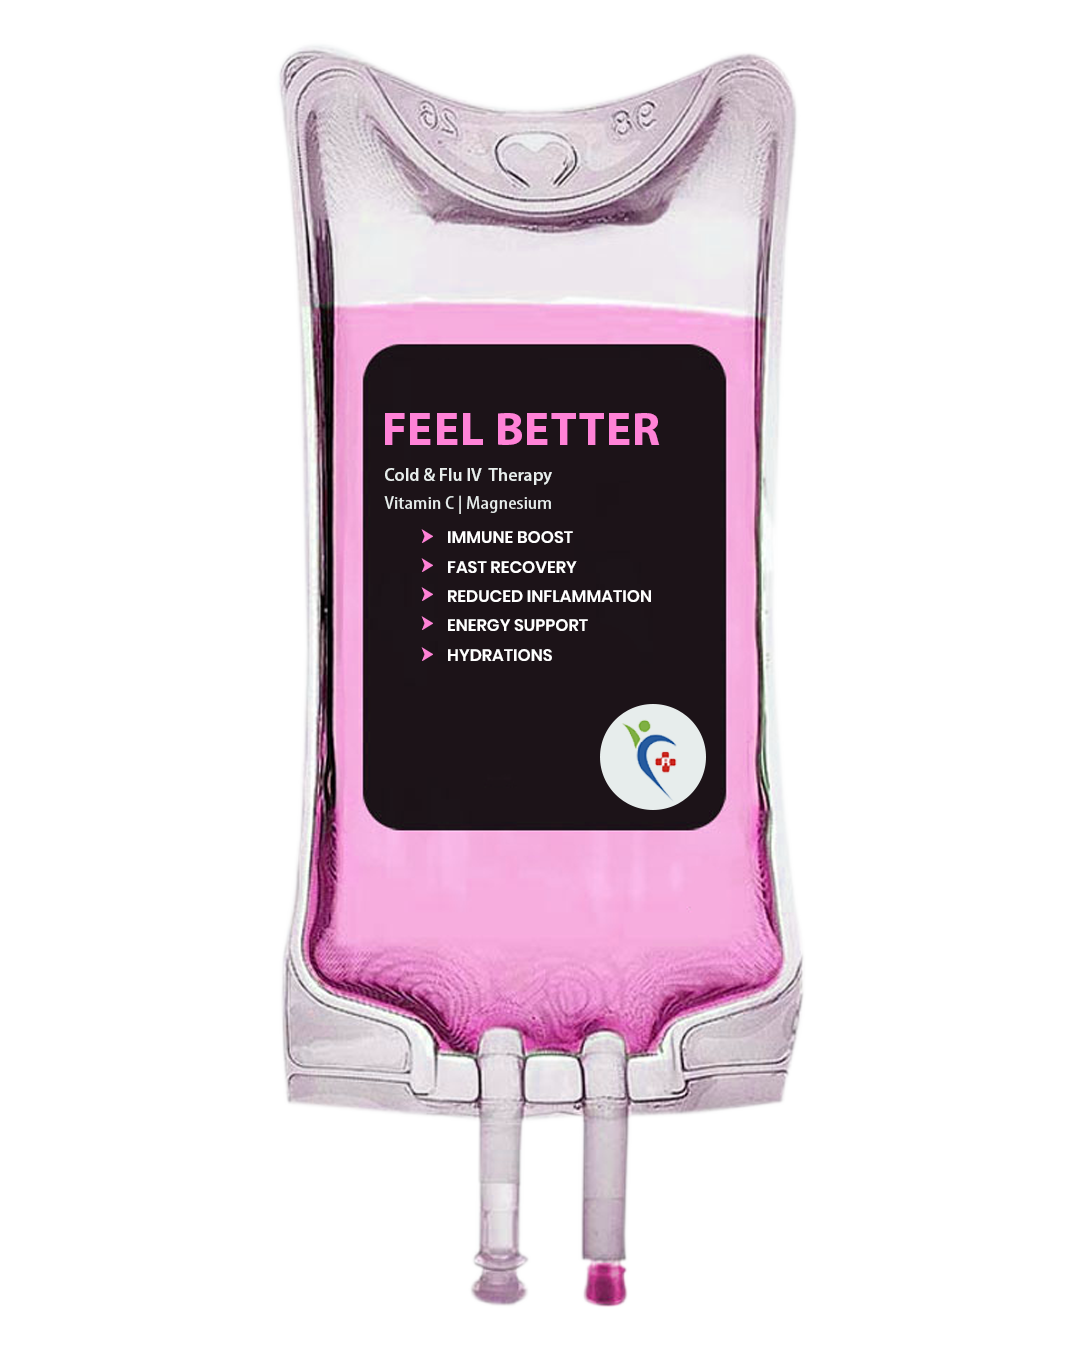 FEEL BETTER
Cold & Flu IV Therapy
Vitamin C | Magnesium
IMMUNE BOOST
FAST RECOVERY
REDUCED INFLAMMATION
ENERGY SUPPORT
HYDRATIONS